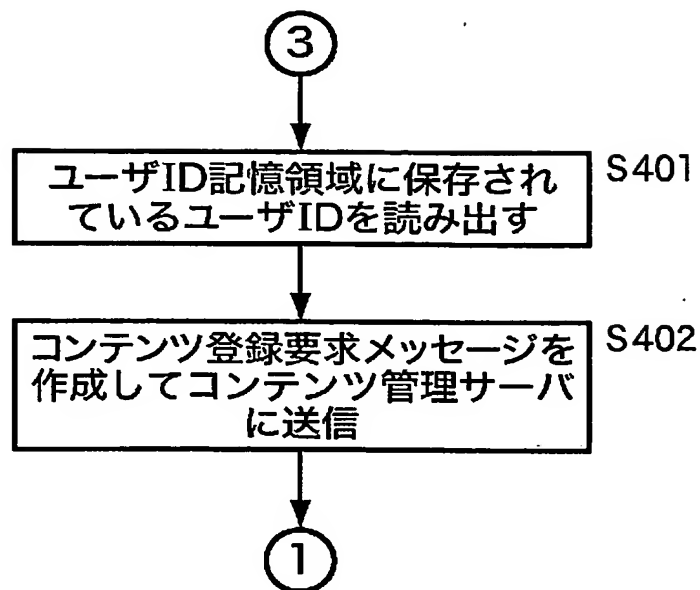 3
ユーザID記憶領域に保存され
ているユーザIDを読み出す
S401
コンテンツ登録要求メッセージを
作成してコンテンツ管理サーバ
に送信
S402
1